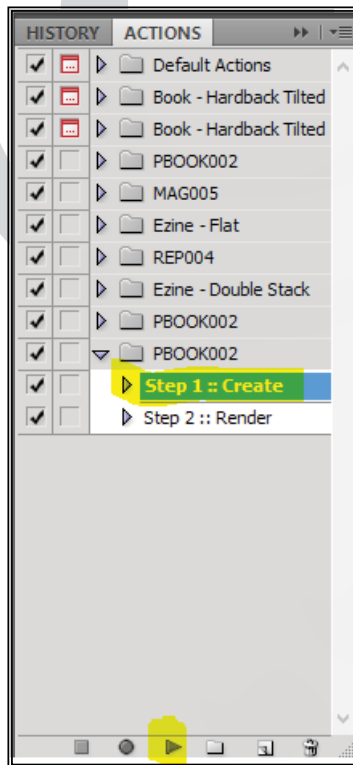 HISTORY ACTIONS
Default Actions
Book - Hardback Tilted
Book - Hardback Tilted
PBOOK002
MAG005
Ezine - Flat
REP004
Ezine - Double Stack
PBOOK002
PBOOK002
Step 1 :: Create
Step 2 :: Render